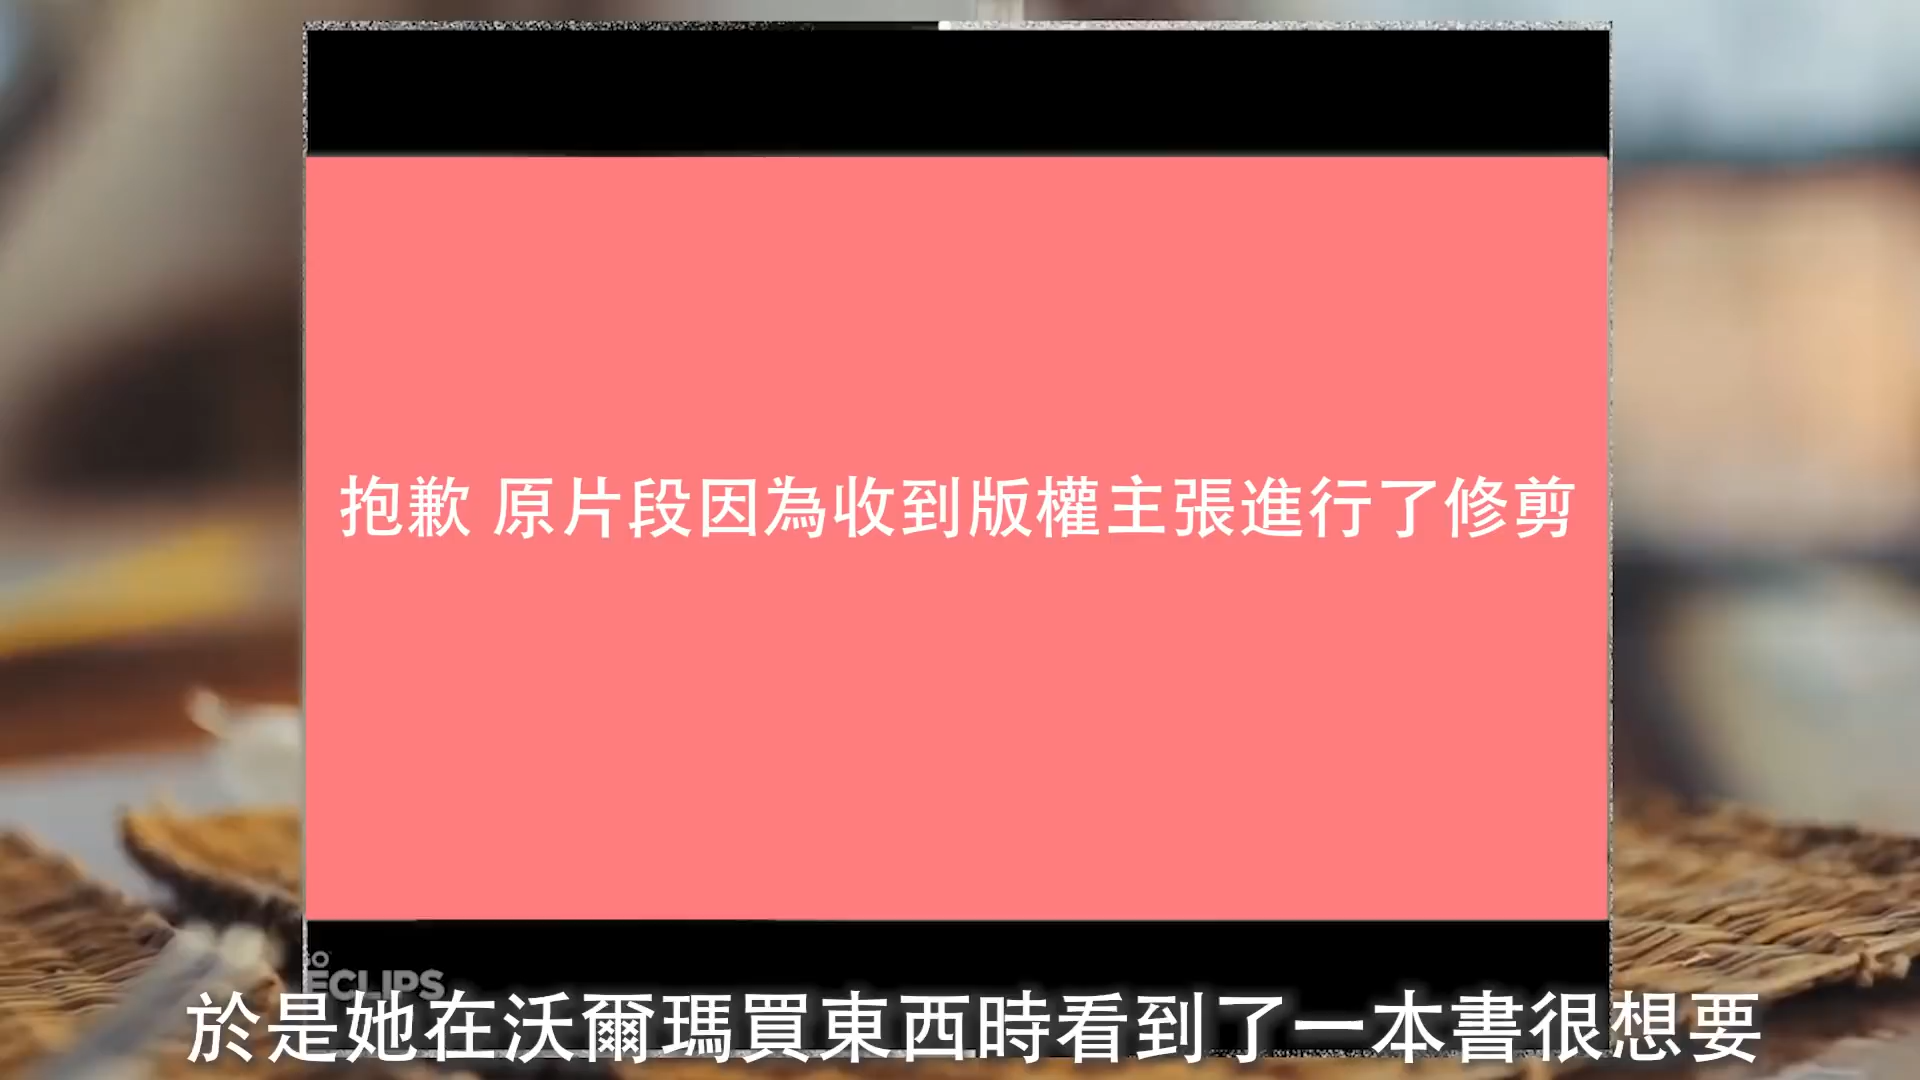 抱歉 原片段因為收到版權主張進行了修剪
ECLIPS
於是她在沃爾瑪買東西時看到了一本書很想要